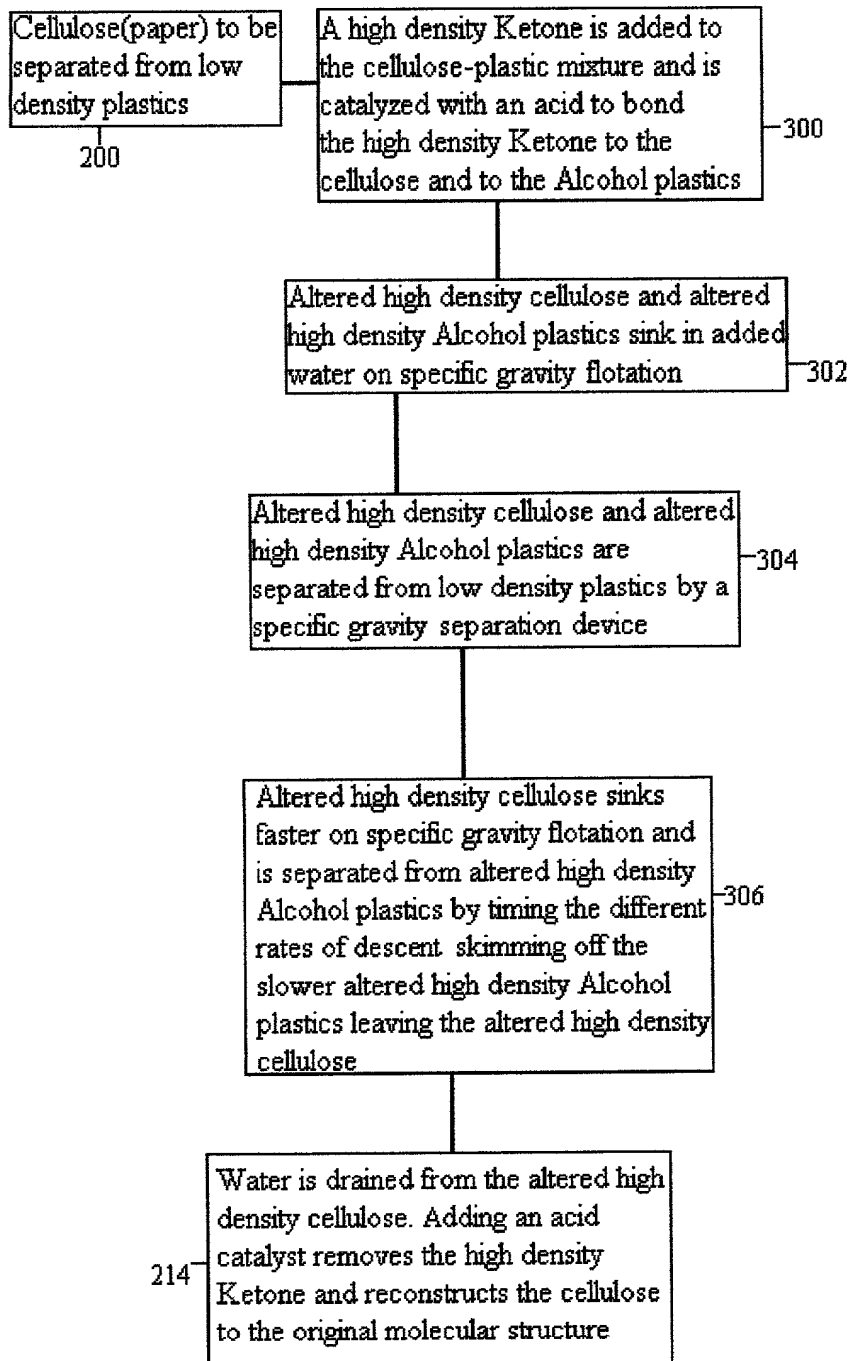 Cellulose(paper) to be
separated from low
density plastics
200
A high density Ketone is added to
the cellulose-plastic mixture and is
catalyzed with an acid to bond
the high density Ketone to the
cellulose and to the Alcohol plastics
300
Altered high density cellulose and altered
high density Alcohol plastics sink in added
water on specific gravity flotation
302
Altered high density cellulose and altered
high density Alcohol plastics are
separated from low density plastics by a
specific gravity separation device
304
Altered high density cellulose sinks
faster on specific gravity flotation and
is separated from altered high density
Alcohol plastics by timing the different
rates of descent skimming off the
slower altered high density Alcohol
plastics leaving the altered high density
cellulose
306
Water is drained from the altered high
density cellulose. Adding an acid
catalyst removes the high density
Ketone and reconstructs the cellulose
to the original molecular structure
214